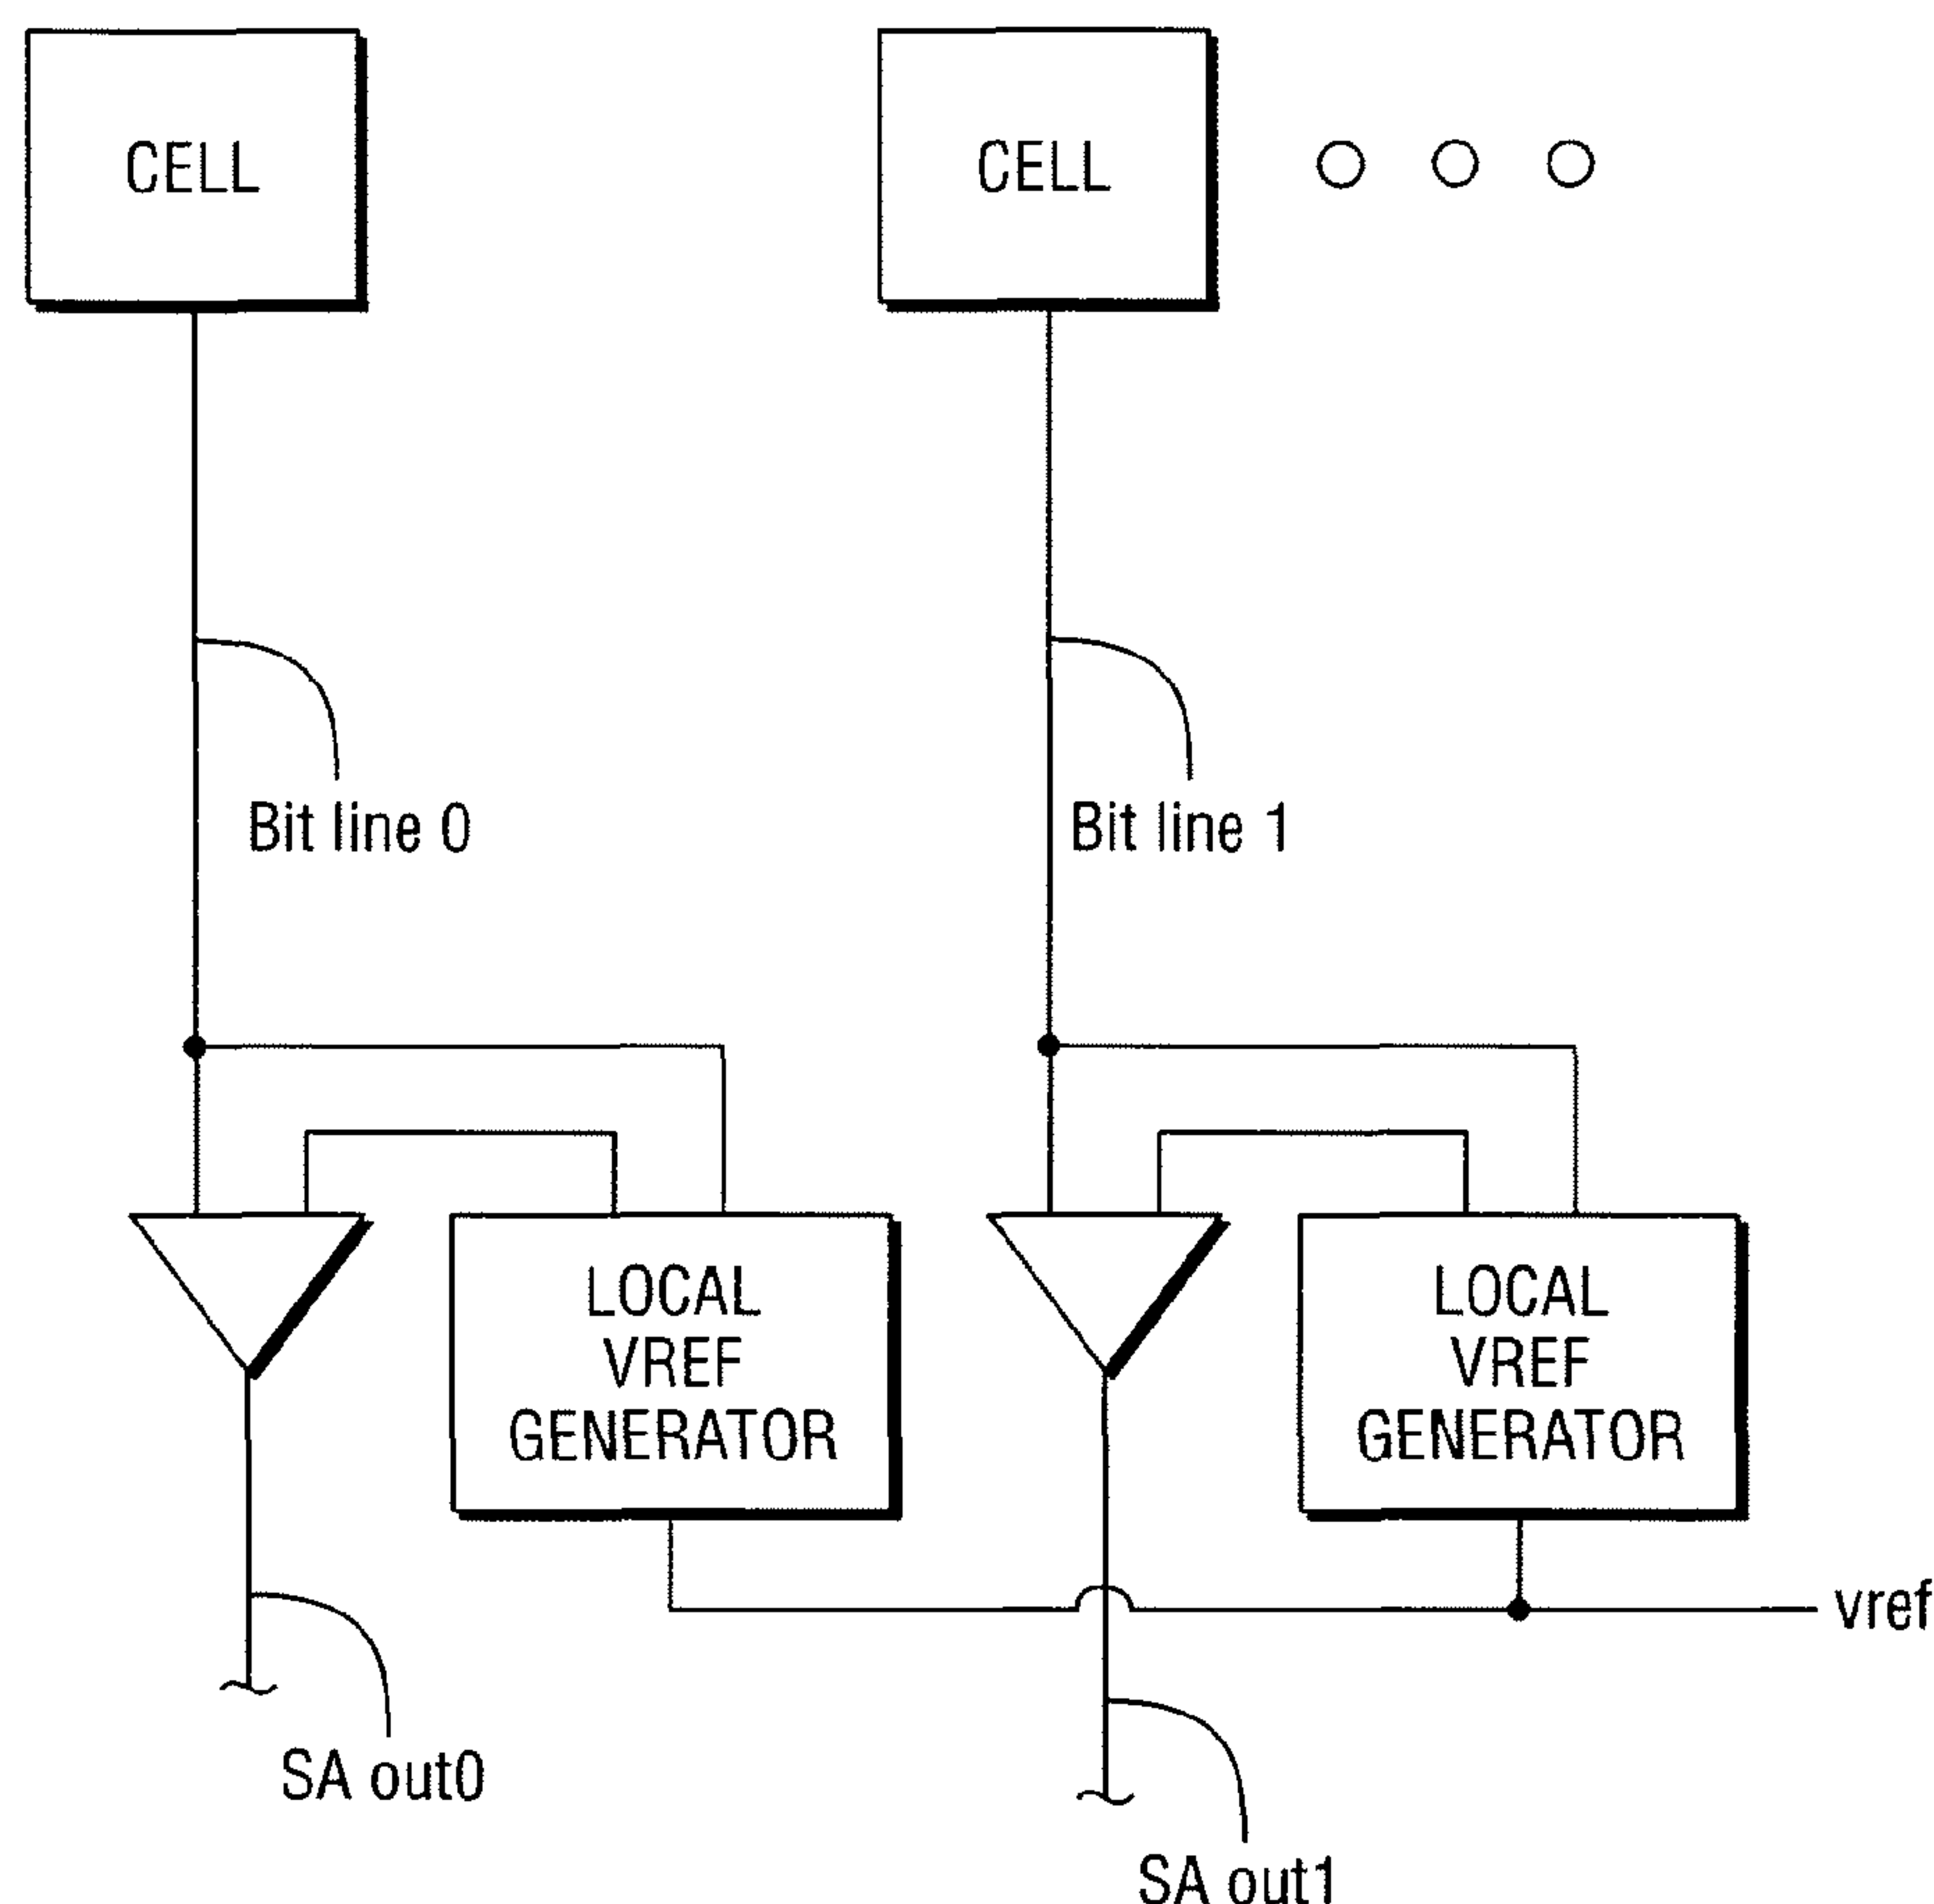 CELL
CELL
Bit line 0
Bit line 1
LOCAL
VREF
GENERATOR
LOCAL
VREF
GENERATOR
vref
SA out0
SA out1